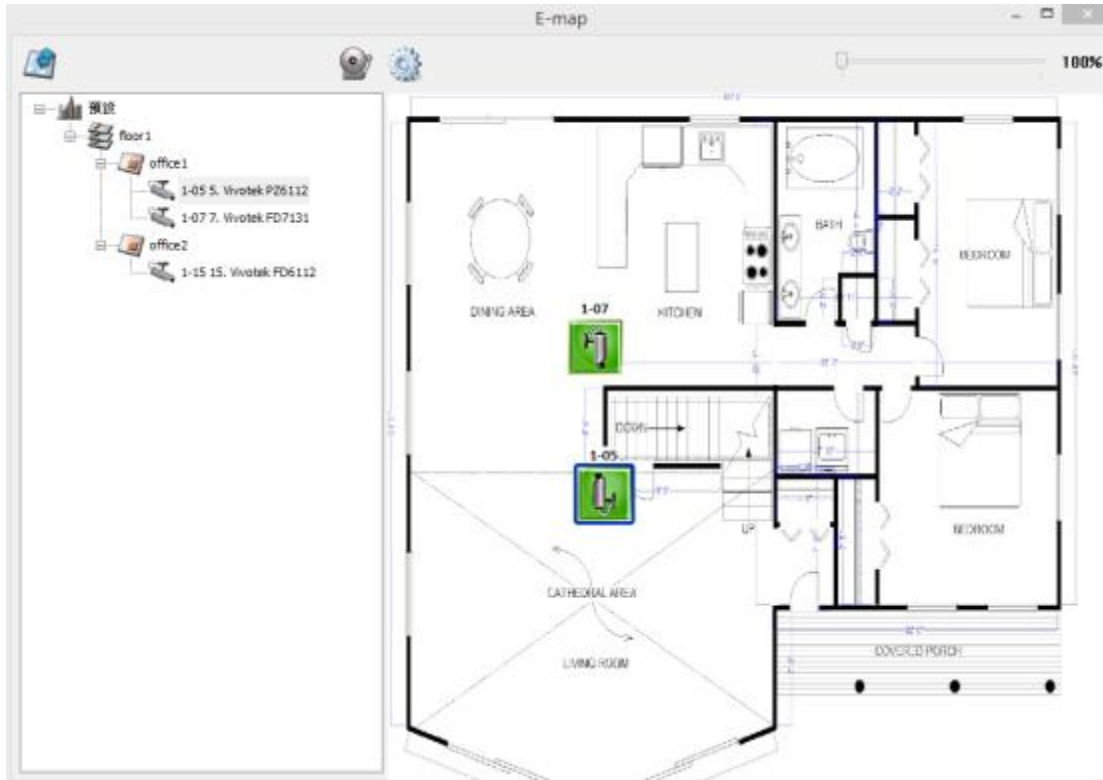 E-map
100%
預設
floor1
office1
1-05 5. Vivotek PZ6112
1-07 7. Vivotek FD7131
office2
1-15 15. Vivotek FD6112
BATH
BEDROOM
DINING AREA
1-07
KITCHEN
DOWN
1-05
UP
BEDROOM
CATHEDRAL AREA
LIVING ROOM
COVERED PORCH